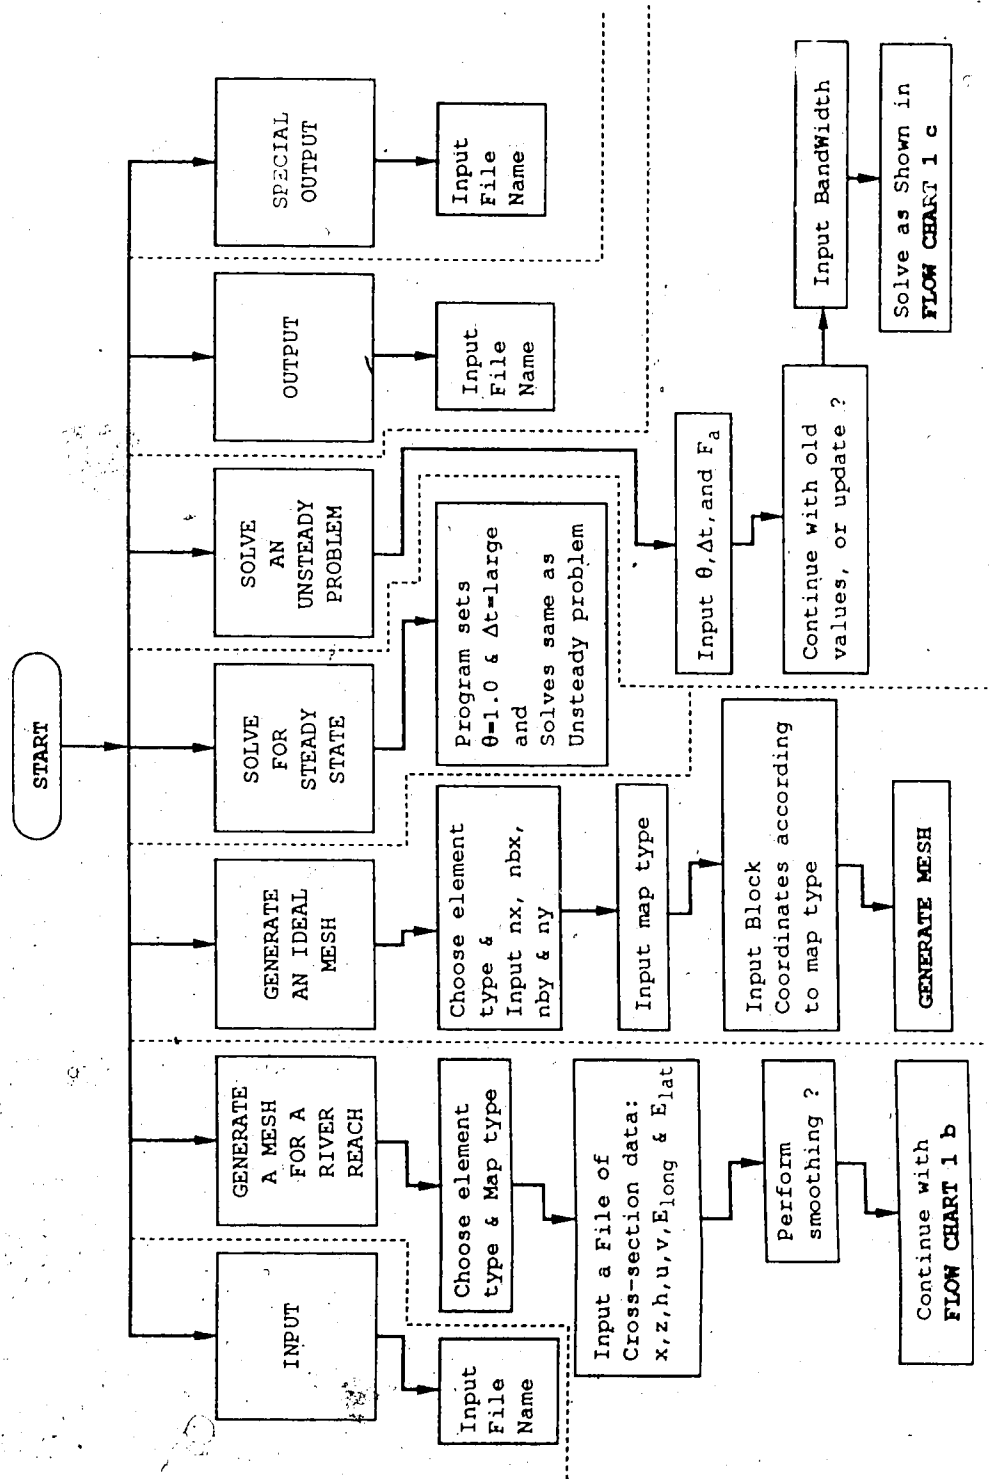 START
INPUT
Input
File
Name
GENERATE
A MESH
FOR A
RIVER
REACH
Choose element
type & Map type
Input a File of
Cross-section data:
x,z,h,u,v,Elong & Elat
Perform
smoothing ?
Continue with
FLOW CHART 1 b
GENERATE
AN IDEAL
MESH
Choose element
type &
Input nx, nbx,
nby & ny
Input map type
Input Block
Coordinates according
to map type
GENERATE MESH
SOLVE
FOR
STEADY
STATE
Program sets
θ=1.0 & Δt=large
and
Solves same as
Unsteady problem
SOLVE
AN
UNSTEADY
PROBLEM
Input θ,Δt,and Fa
Continue with old
values, or update ?
Input BandWidth
Solve as Shown in
FLOW CHART 1 c
OUTPUT
Input
File
Name
SPECIAL
OUTPUT
Input
File
Name